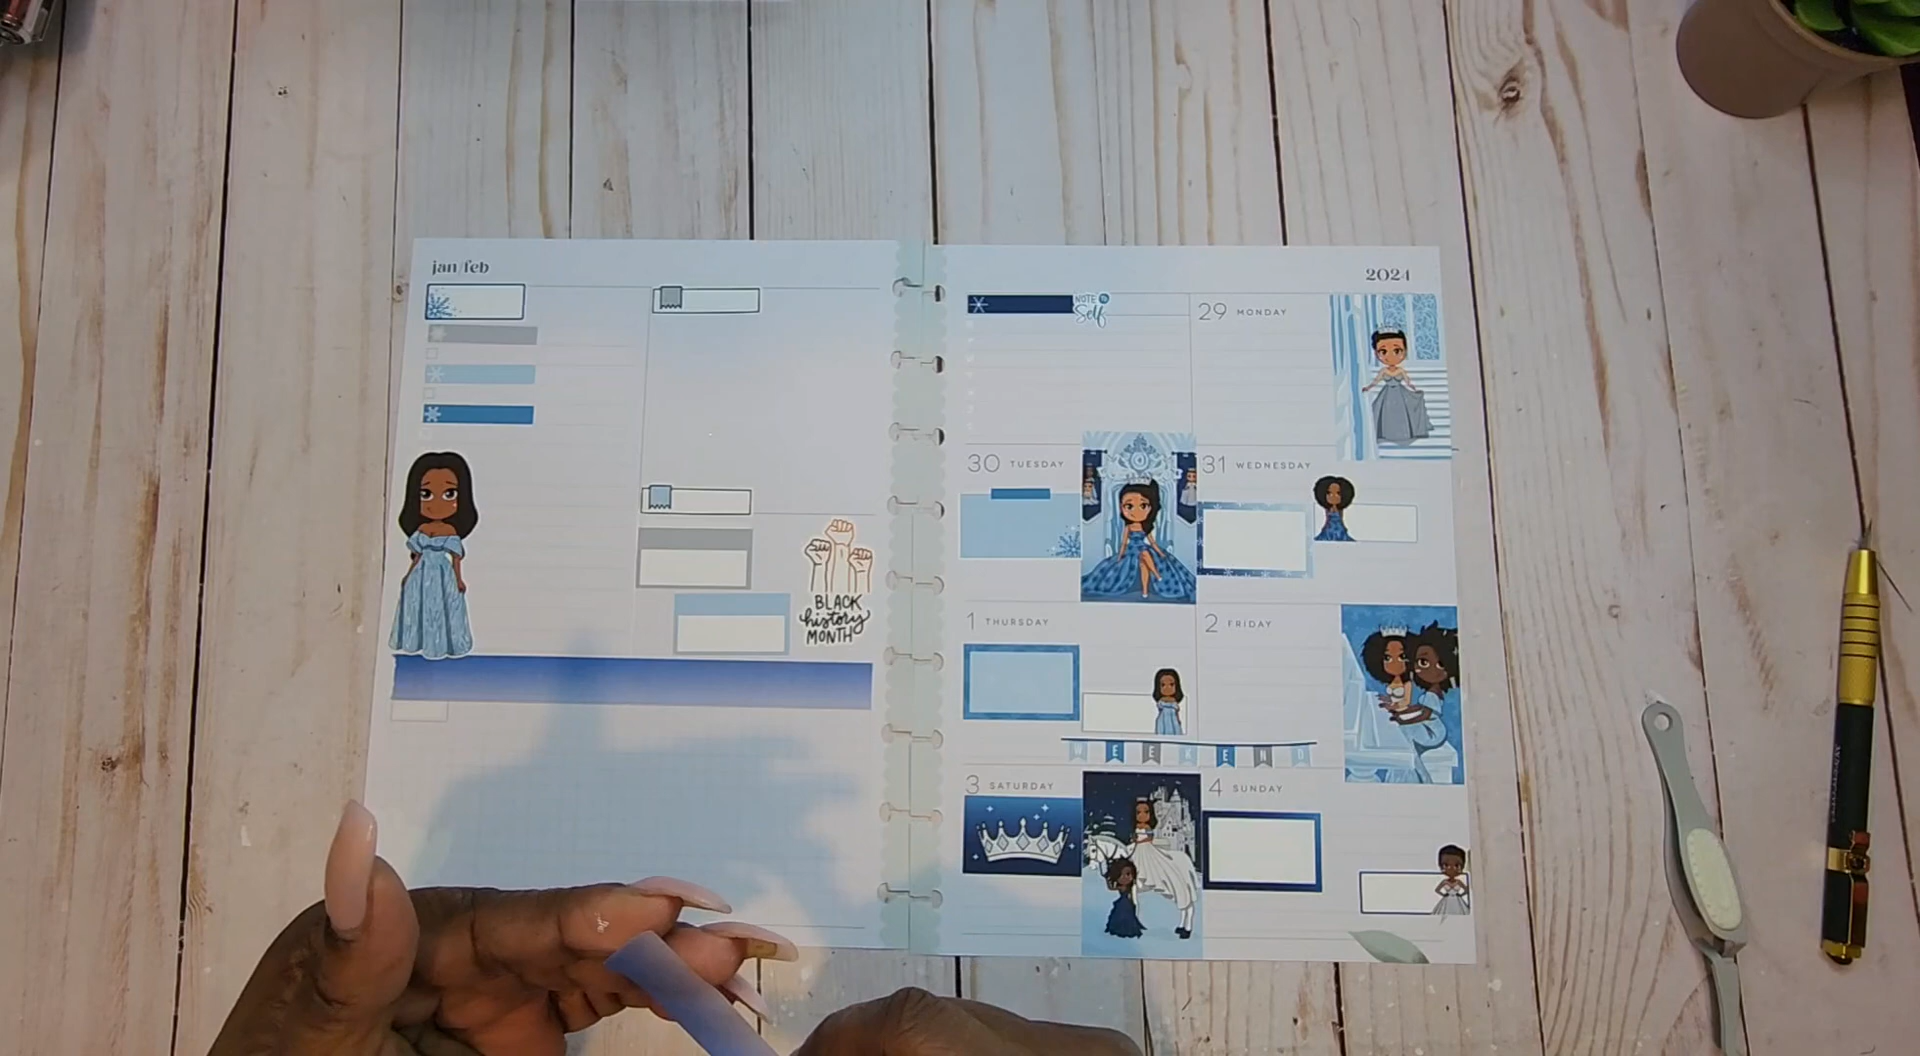 jan/feb
2024
NOTE to
Self
29 MONDAY
30 TUESDAY
31 WEDNESDAY
BLACK
history
MONTH
1 THURSDAY
2 FRIDAY
WEEKEND
3 SATURDAY
4 SUNDAY